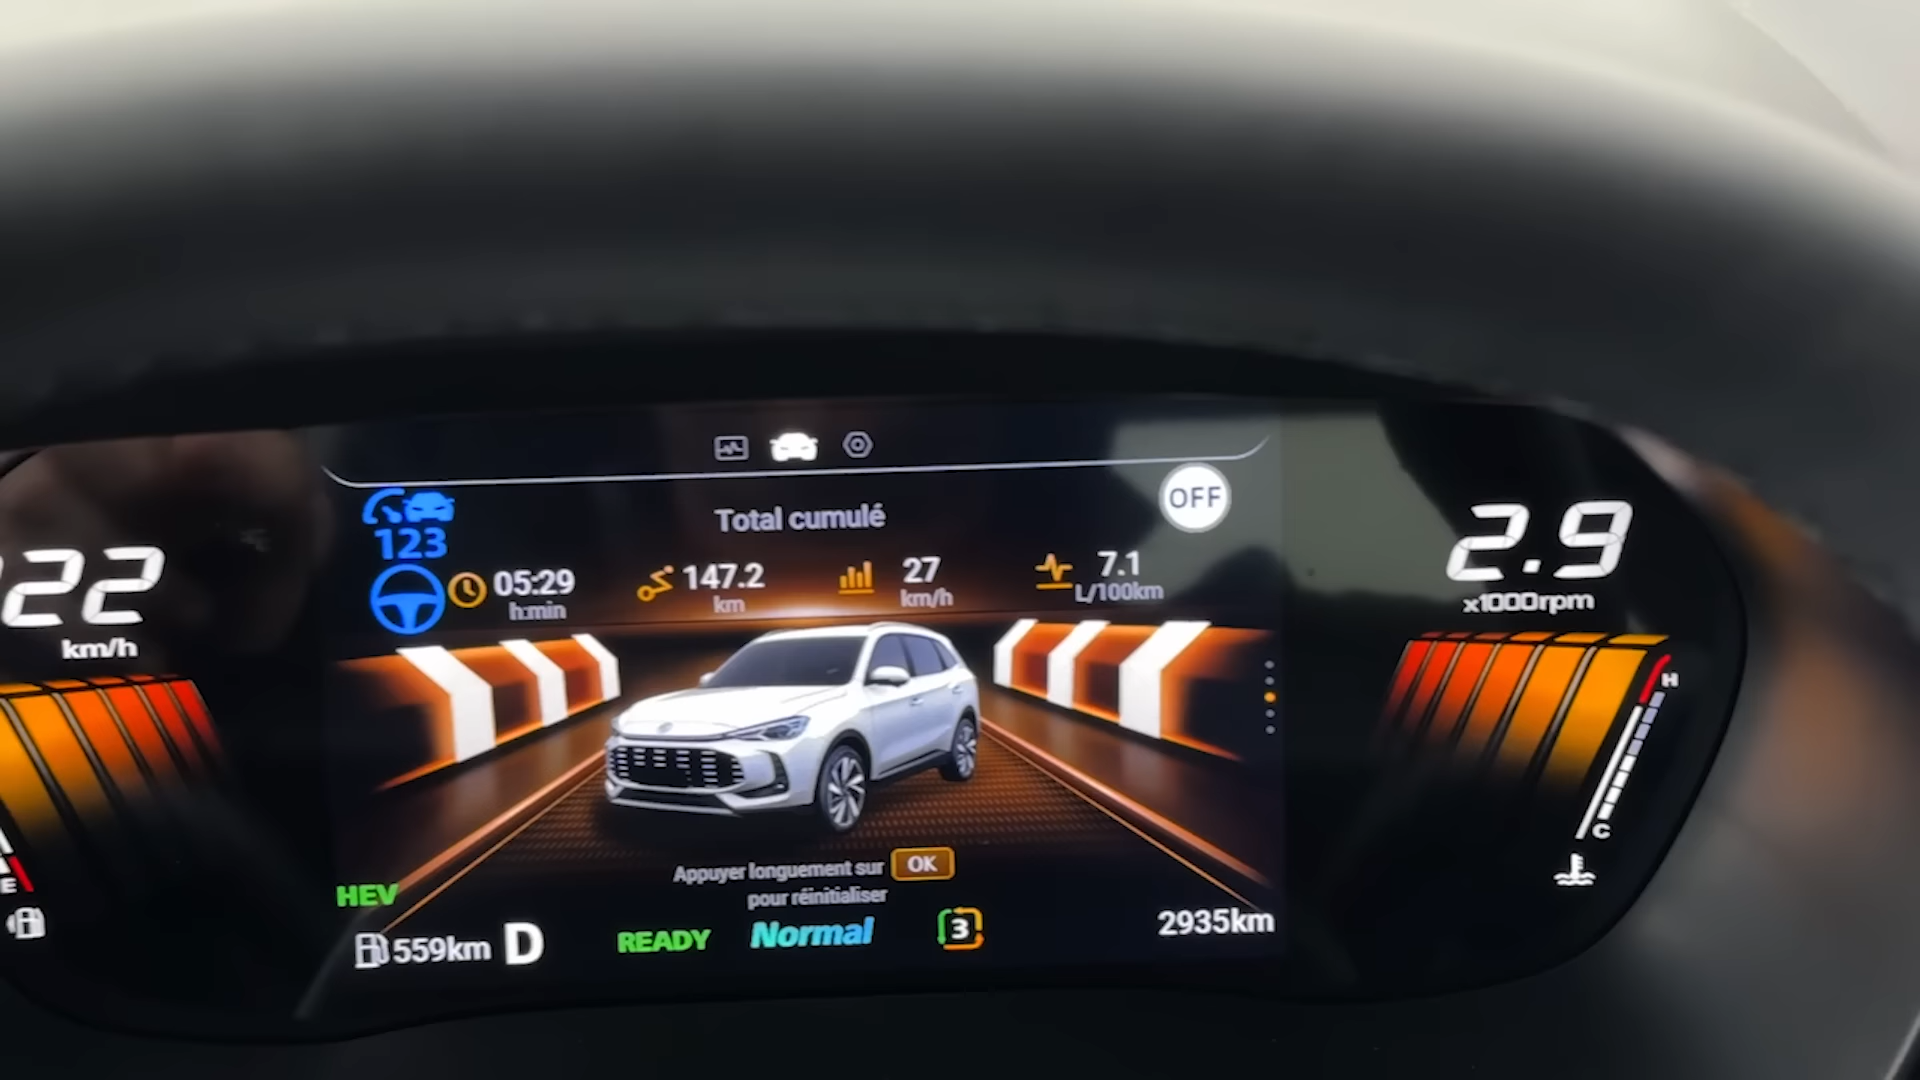 OFF
Total cumulé
123
05:29 147.2 27 7.1
h:min km km/h L/100km
22
km/h
2.9
x1000rpm
H
C
E
Appuyer longuement sur OK
pour réinitialiser
HEV
559km D READY Normal 3 2935km